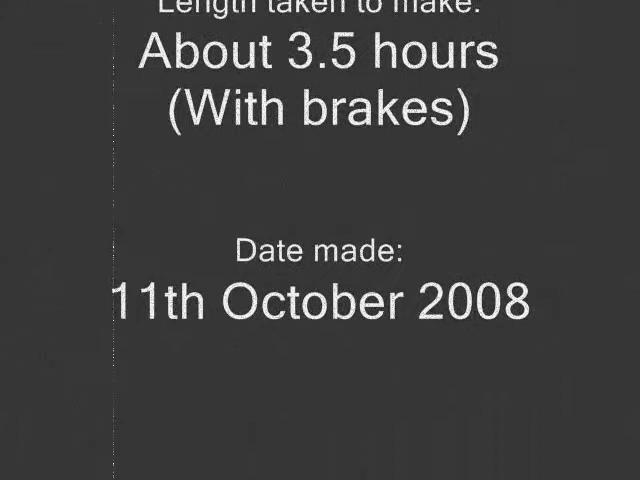 Length taken to make:
About 3.5 hours
(With brakes)
Date made:
11th October 2008